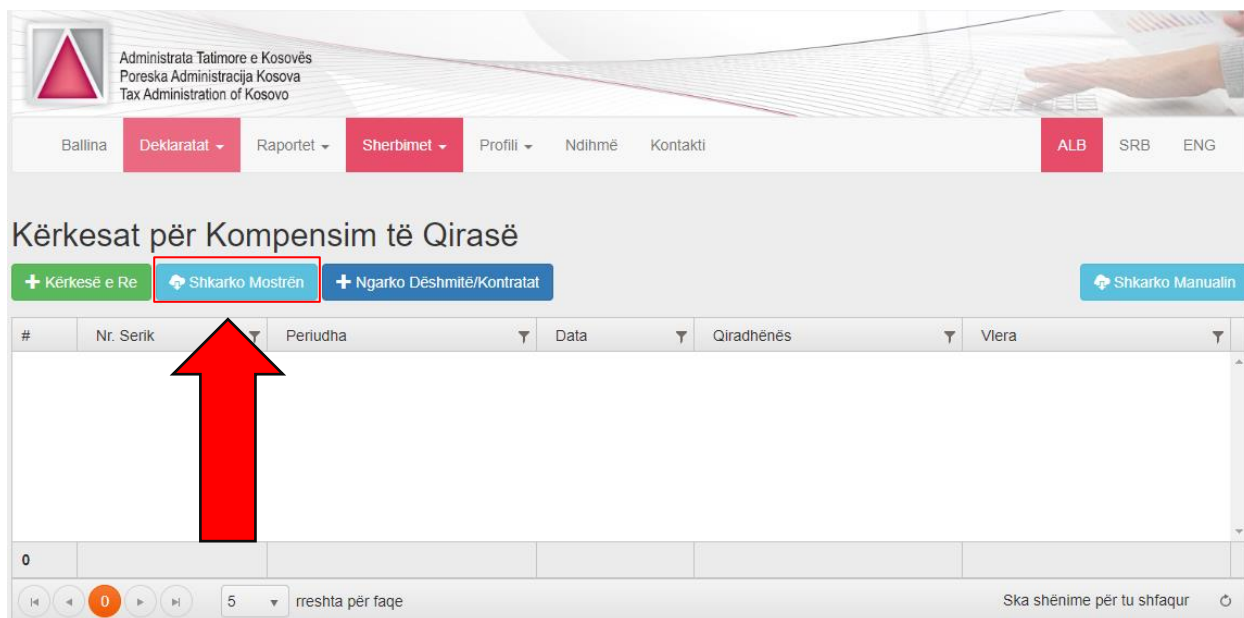 Administrata Tatimore e Kosovës
Poreska Administracija Kosova
Tax Administration of Kosovo
Ballina Deklaratat Raportet Sherbimet Profili Ndihmë Kontakti ALB SRB ENG
Kërkesat për Kompensim të Qirasë
Kërkesë e Re Shkarko Mostrën Ngarko Dëshmitë/Kontratat Shkarko Manualin
# Nr. Serik Periudha Data Qiradhënës Vlera
0
0 5 rreshta për faqe Ska shënime për tu shfaqur